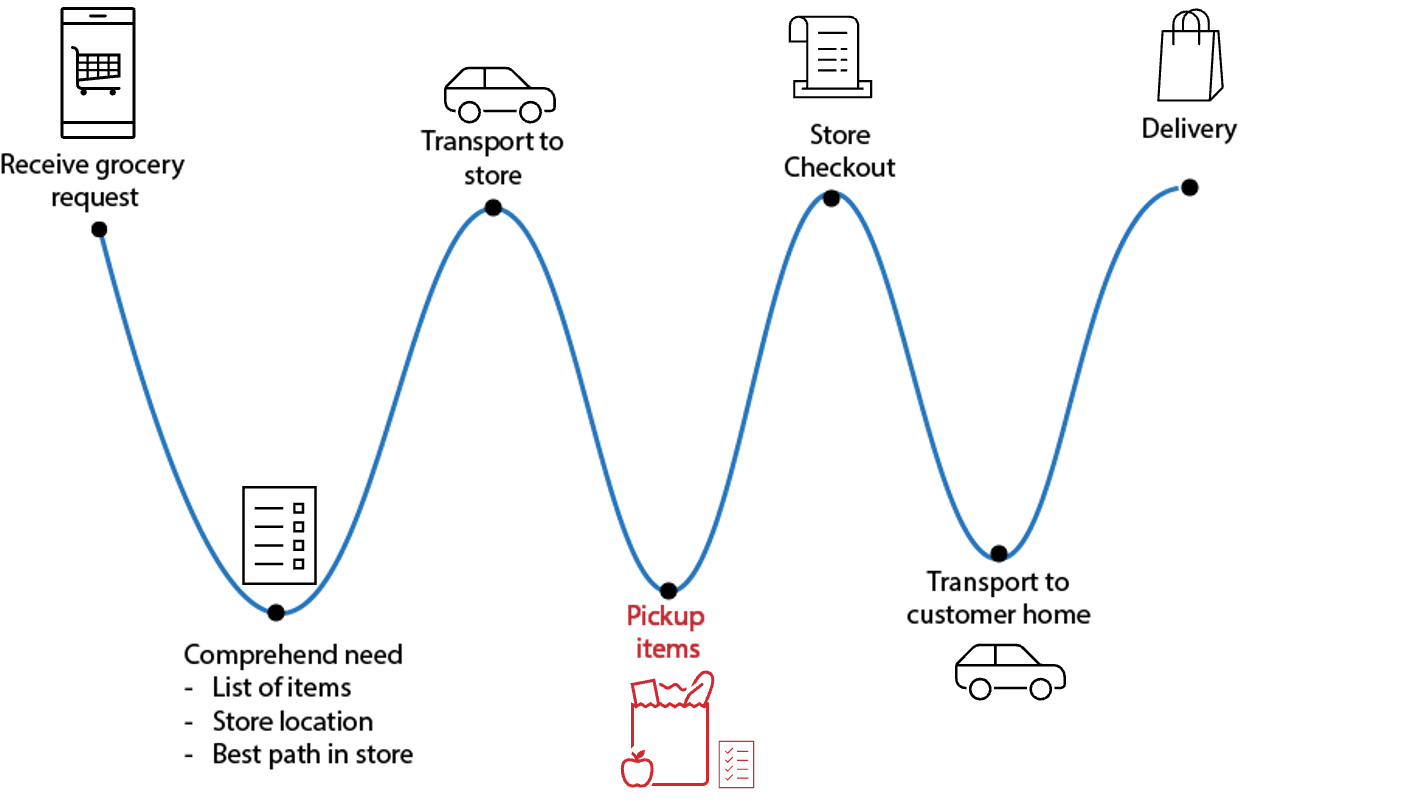 Receive grocery
request
Comprehend need
- List of items
- Store location
- Best path in store
Transport to
store
Pickup
items
Store
Checkout
Transport to
customer home
Delivery